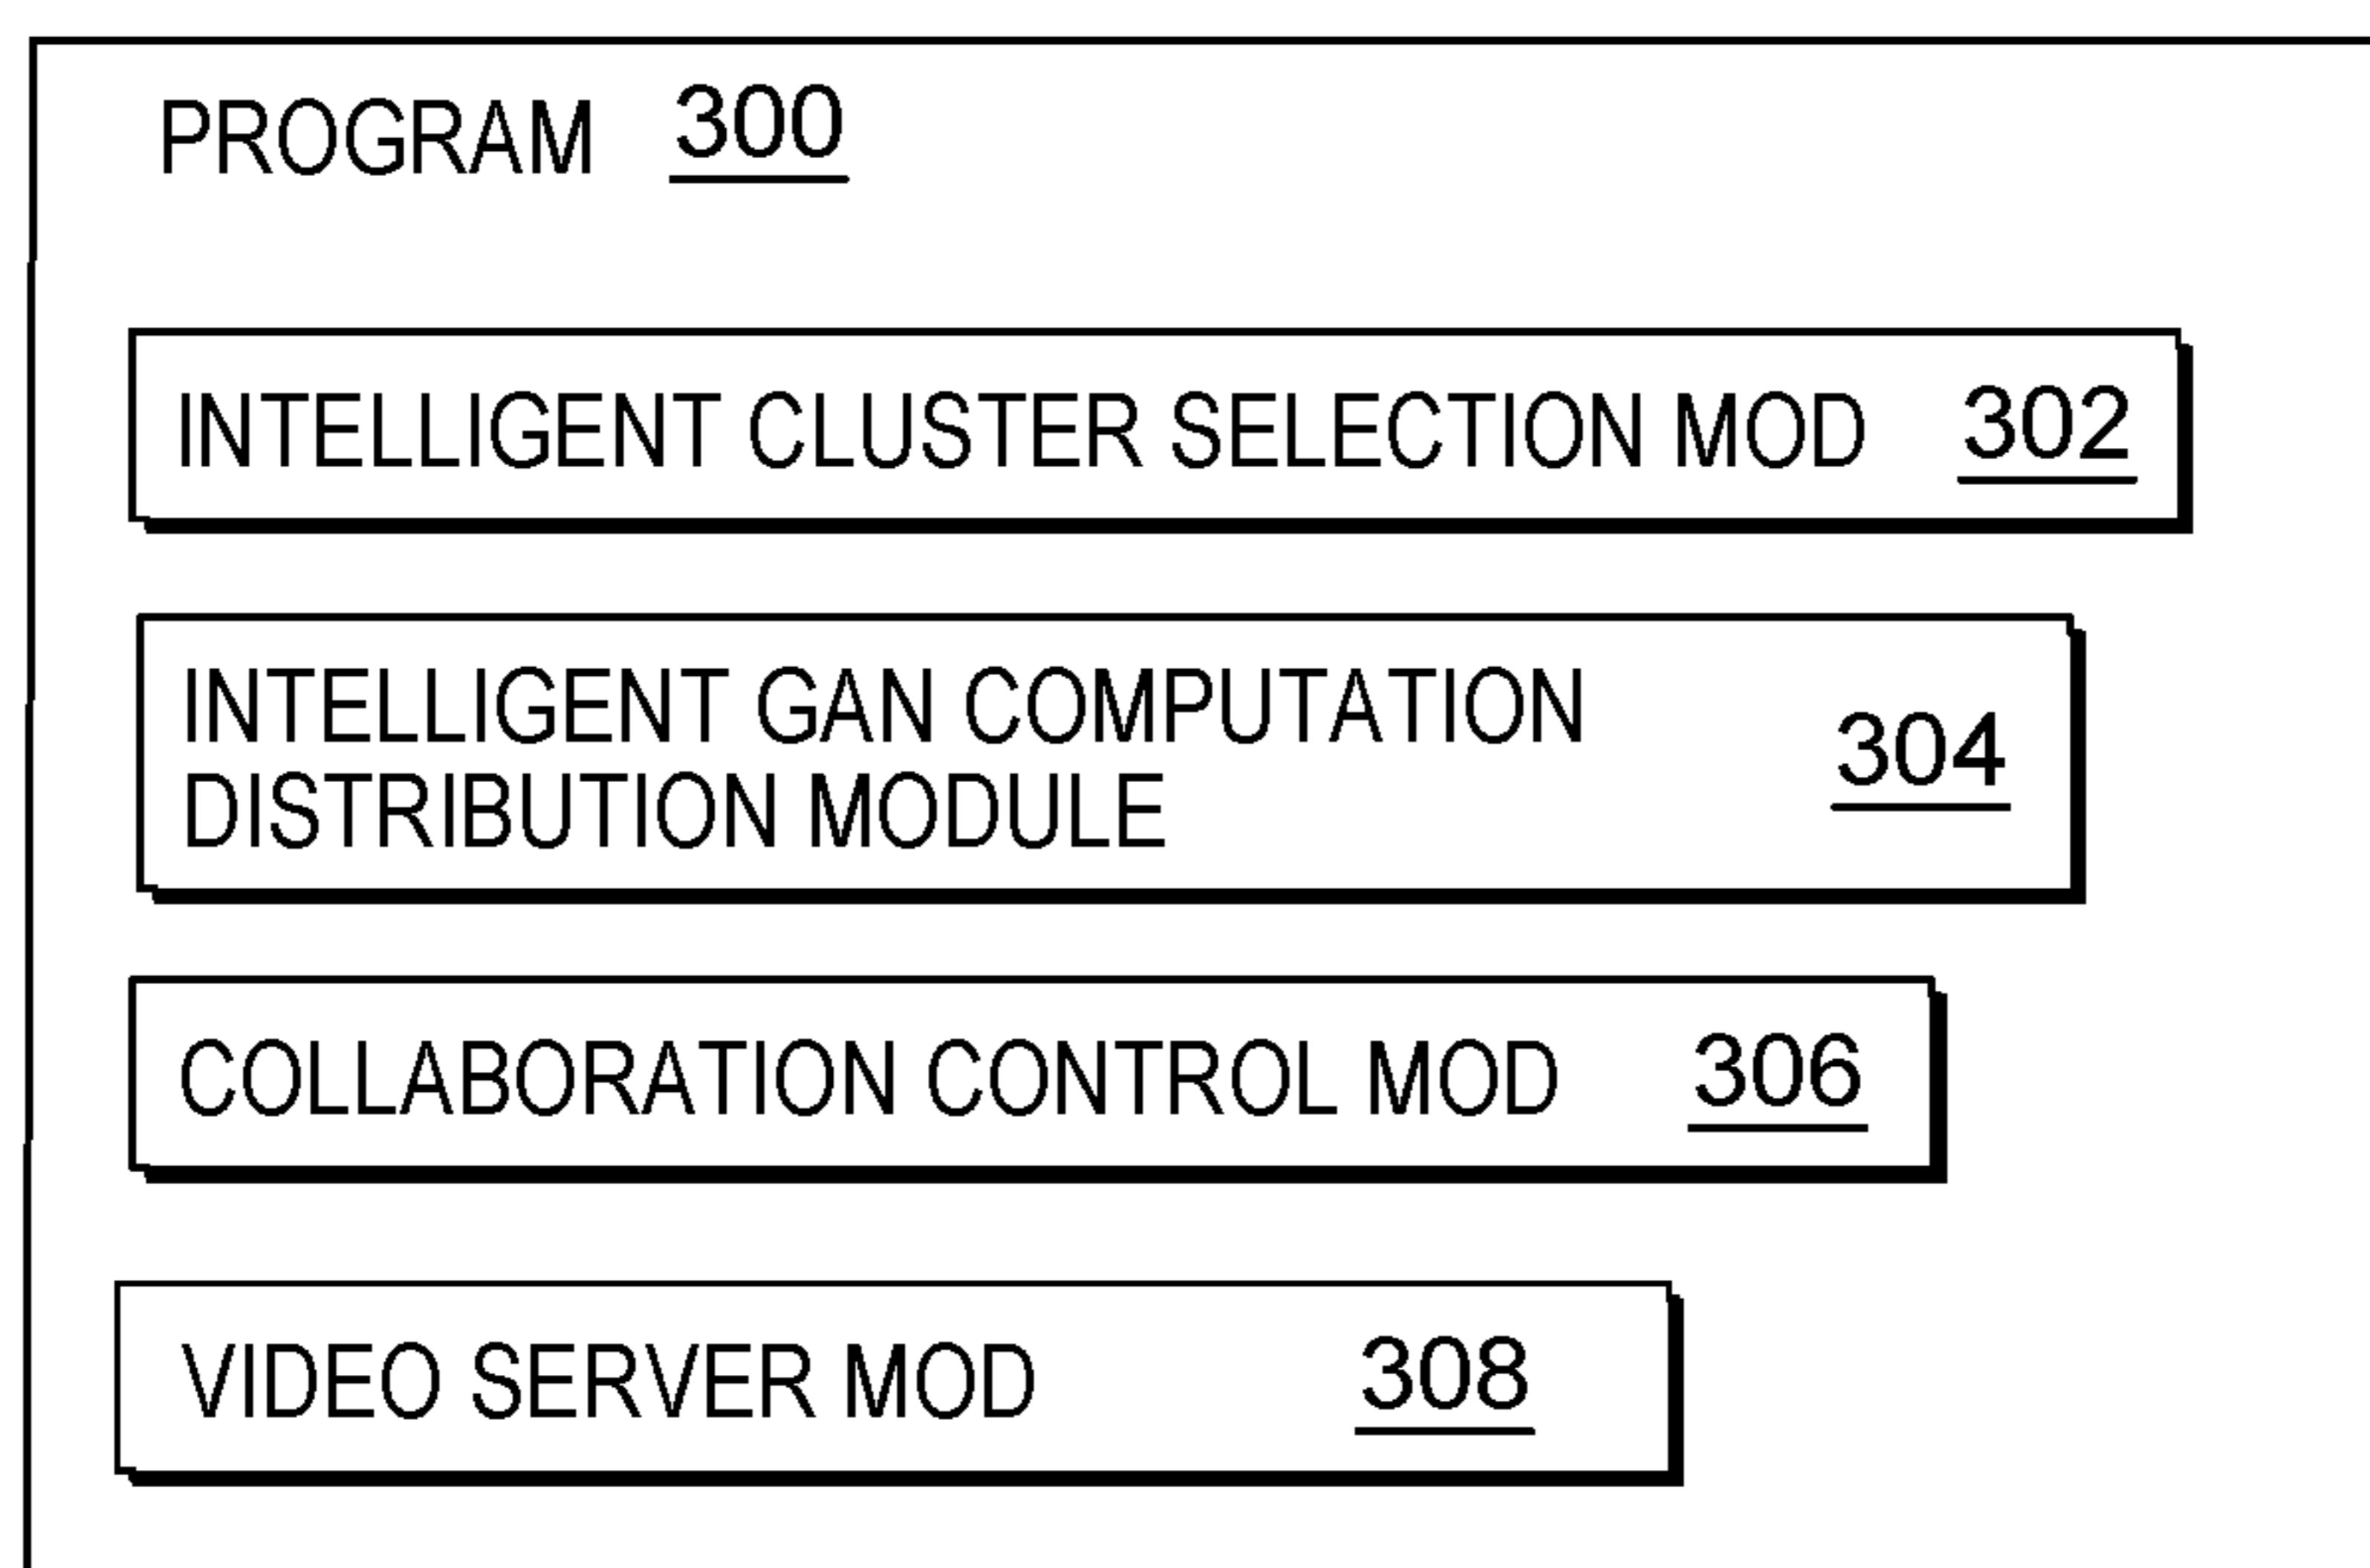 PROGRAM 300
INTELLIGENT CLUSTER SELECTION MOD 302
INTELLIGENT GAN COMPUTATION
DISTRIBUTION MODULE 304
COLLABORATION CONTROL MOD 306
VIDEO SERVER MOD 308